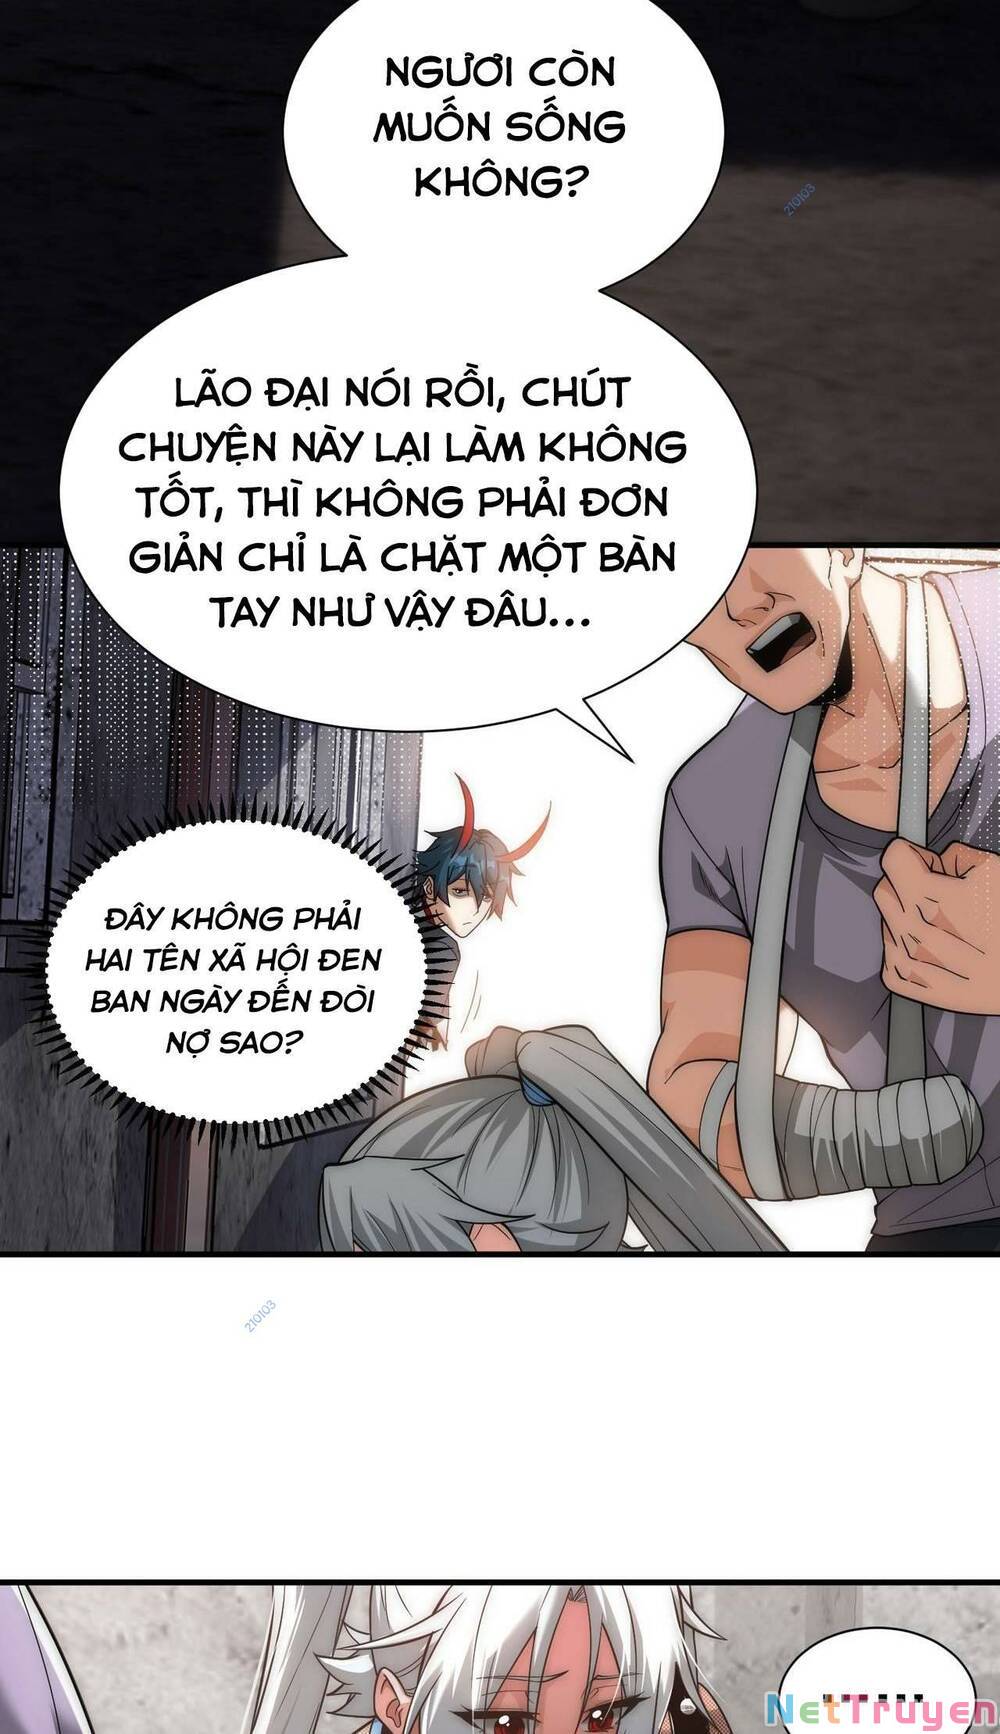 NGƯƠI CÒN
MUỐN SỐNG
KHÔNG?
210103
LÃO ĐẠI NÓI RỒI, CHÚT
CHUYỆN NÀY LẠI LÀM KHÔNG
TỐT, THÌ KHÔNG PHẢI ĐƠN
GIẢN CHỈ LÀ CHẶT MỘT BÀN
TAY NHƯ VẬY ĐÂU...
ĐÂY KHÔNG PHẢI
HAI TÊN XÃ HỘI ĐEN
BAN NGÀY ĐẾN ĐÒI
NỢ SAO?
210103
......
NetTruyen